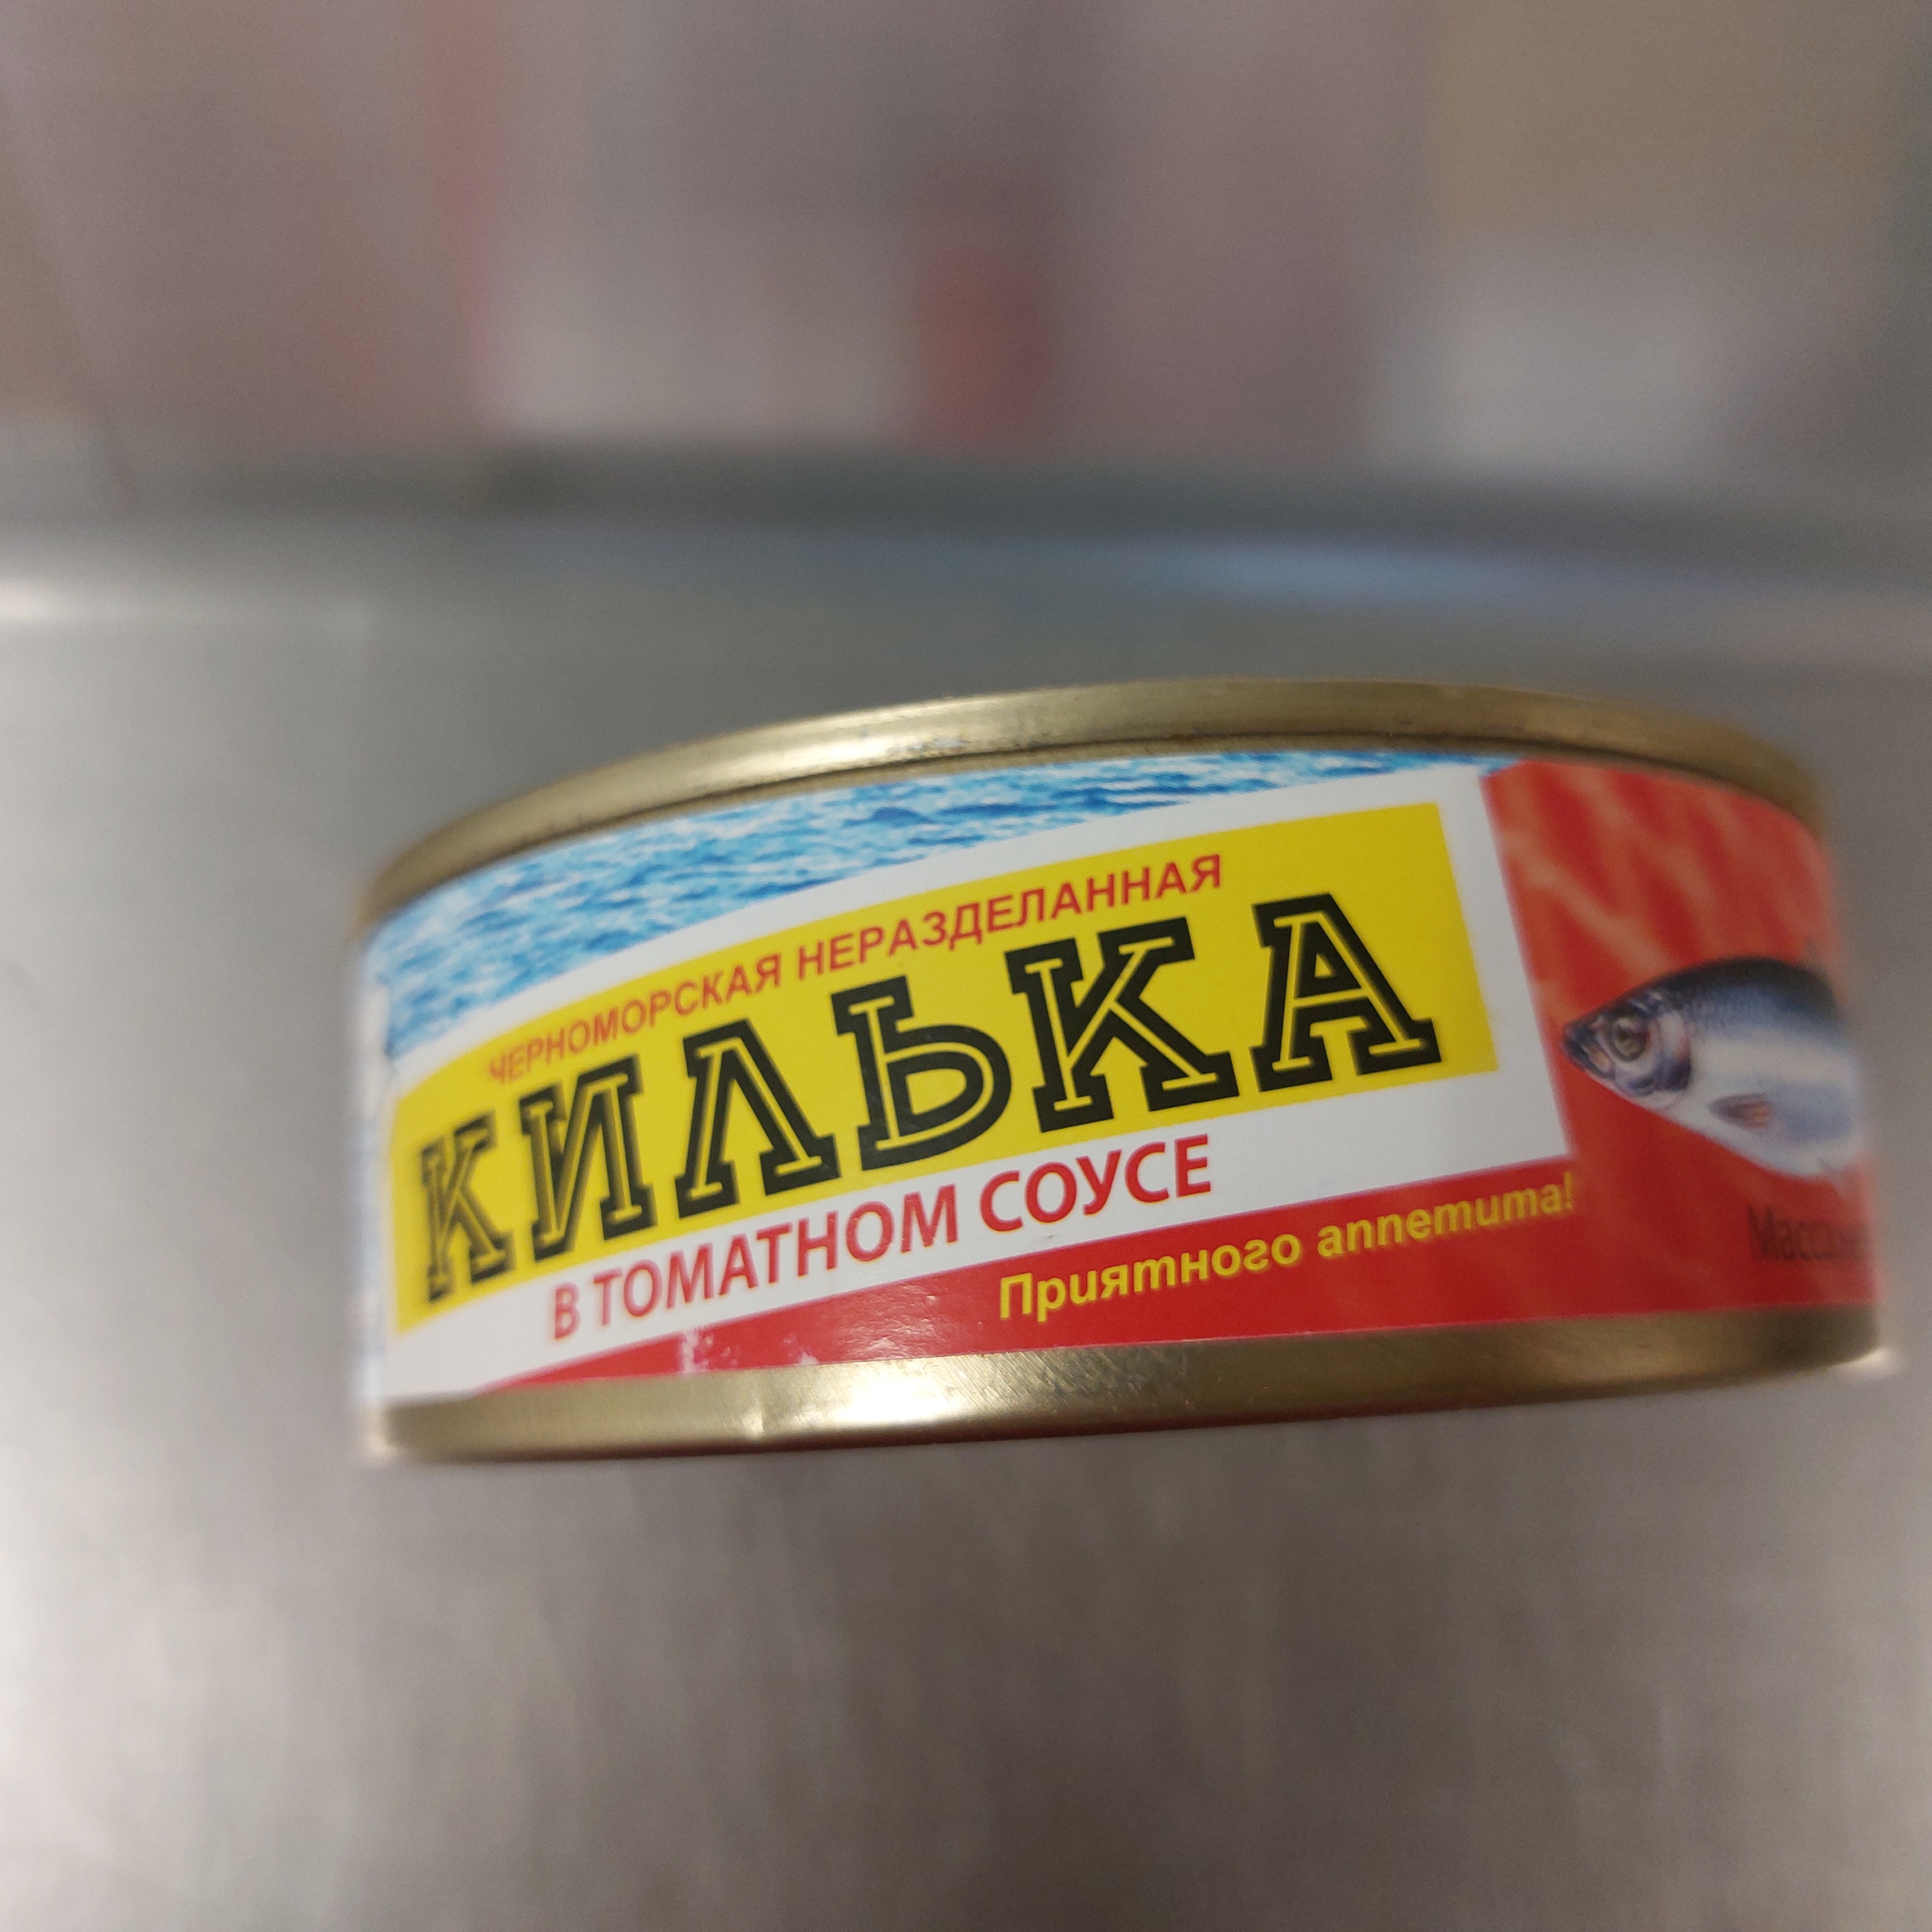 ЧЕРНОМОРСКАЯ НЕРАЗДЕЛАННАЯ
КИЛЬКА
В ТОМАТНОМ СОУСЕ
Приятного аппетита!